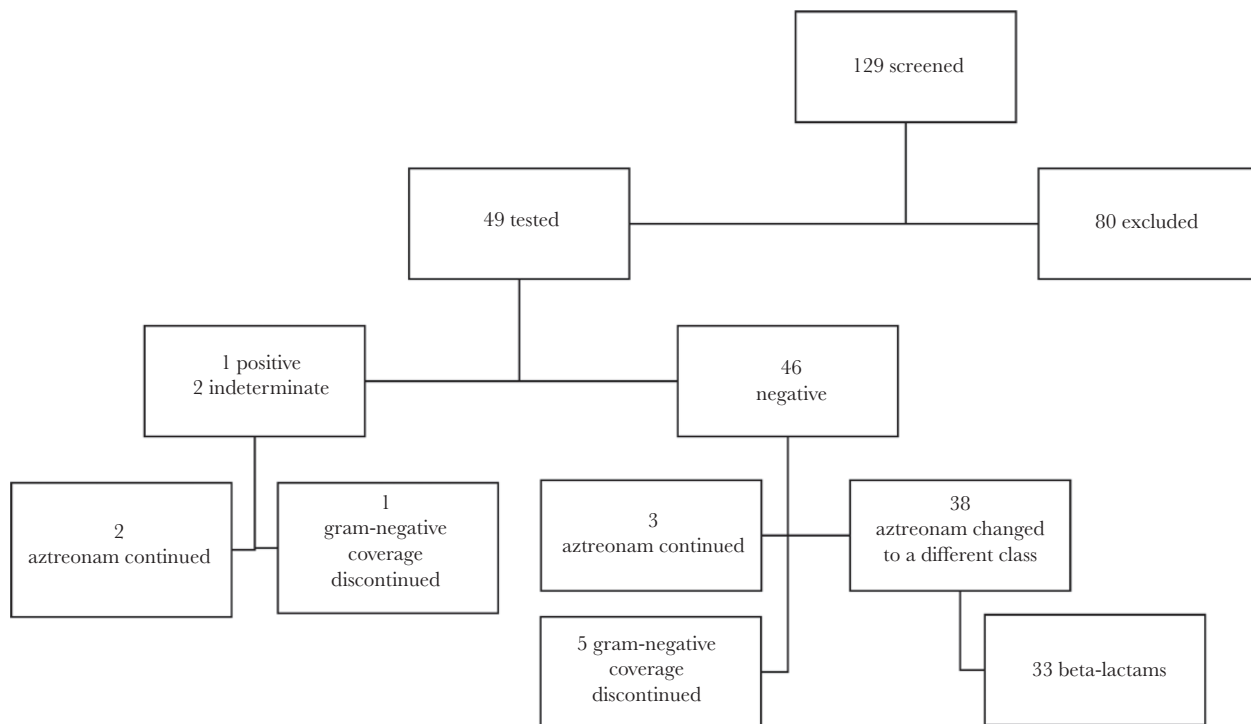 129 screened
49 tested
80 excluded
1 positive
2 indeterminate
46
negative
2
aztreonam continued
1
gram-negative
coverage
discontinued
3
aztreonam continued
38
aztreonam changed
to a different class
5 gram-negative
coverage
discontinued
33 beta-lactams